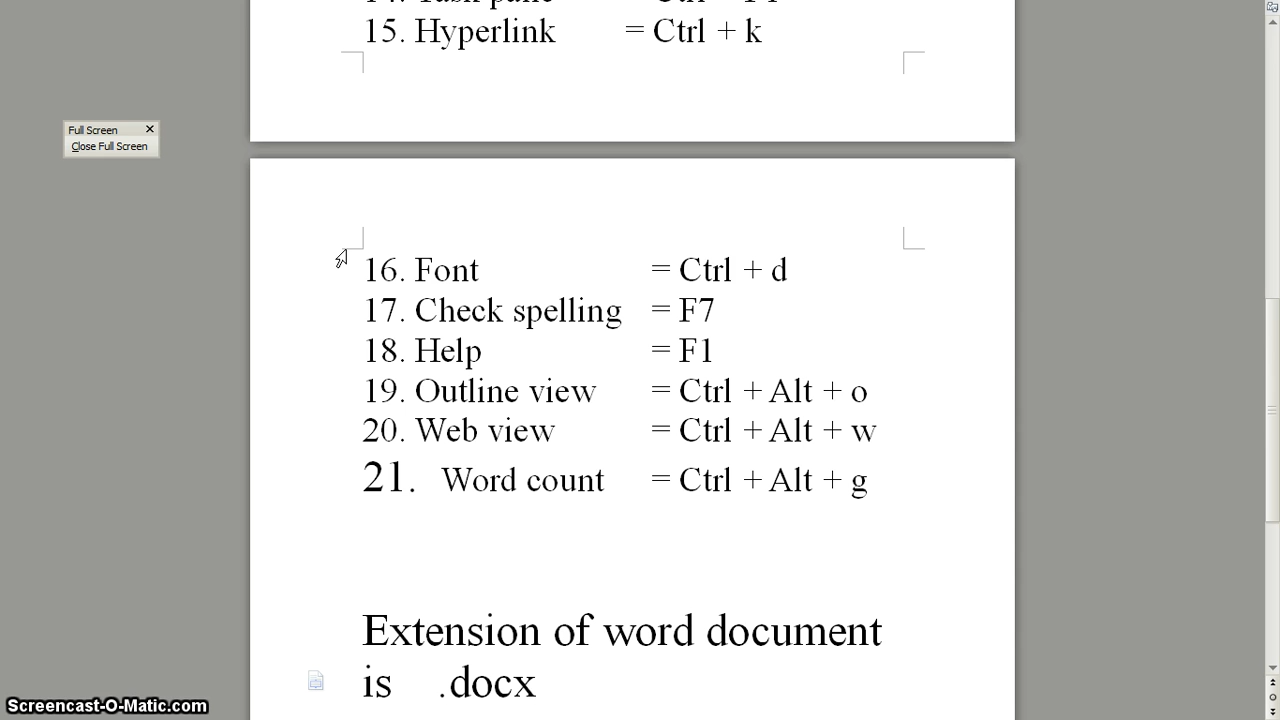 15. Hyperlink = Ctrl + k
Full Screen
Close Full Screen
16. Font = Ctrl + d
17. Check spelling = F7
18. Help = F1
19. Outline view = Ctrl + Alt + o
20. Web view = Ctrl + Alt + w
21. Word count = Ctrl + Alt + g
Extension of word document
is .docx
Screencast-O-Matic.com